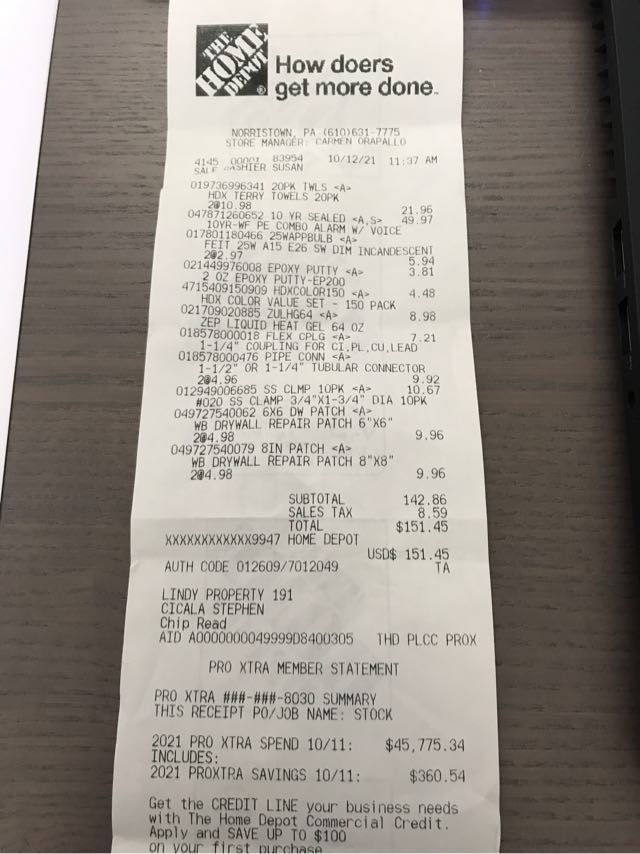 THE
HOME
DEPOT
®
How doers
get more done™
NORRISTOWN, PA (610)631-7775
STORE MANAGER: CARMEN ORAPALLO
4145 00001 83954 10/12/21 11:37 AM
SALE CASHIER SUSAN
019736996341 20PK TWLS <A>
HDX TERRY TOWELS 20PK
2@10.98 21.96
047871260652 10 YR SEALED <A,S> 49.97
10YR-WF PE COMBO ALARM W/ VOICE
017801180466 25WAPPBULB <A>
FEIT 25W A15 E26 SW DIM INCANDESCENT
2@2.97 5.94
021449976008 EPOXY PUTTY <A> 3.81
2 OZ EPOXY PUTTY-EP200
4715409150909 HDXCOLOR150 <A> 4.48
HDX COLOR VALUE SET - 150 PACK
021709020885 ZULHG64 <A> 8.98
ZEP LIQUID HEAT GEL 64 OZ
018578000018 FLEX CPLG <A> 7.21
1-1/4" COUPLING FOR CI,PL,CU,LEAD
018578000476 PIPE CONN <A>
1-1/2" OR 1-1/4" TUBULAR CONNECTOR
2@4.96 9.92
012949006685 SS CLMP 10PK <A> 10.67
#020 SS CLAMP 3/4"X1-3/4" DIA 10PK
049727540062 6X6 DW PATCH <A>
WB DRYWALL REPAIR PATCH 6"X6"
2@4.98 9.96
049727540079 8IN PATCH <A>
WB DRYWALL REPAIR PATCH 8"X8"
2@4.98 9.96
SUBTOTAL 142.86
SALES TAX 8.59
TOTAL $151.45
XXXXXXXXXXXX9947 HOME DEPOT
USD$ 151.45
AUTH CODE 012609/7012049 TA
LINDY PROPERTY 191
CICALA STEPHEN
Chip Read
AID A0000000049999D8400305 THD PLCC PROX
PRO XTRA MEMBER STATEMENT
PRO XTRA ###-###-8030 SUMMARY
THIS RECEIPT PO/JOB NAME: STOCK
2021 PRO XTRA SPEND 10/11: $45,775.34
INCLUDES:
2021 PROXTRA SAVINGS 10/11: $360.54
Get the CREDIT LINE your business needs
with The Home Depot Commercial Credit.
Apply and SAVE UP TO $100
on your first purchase